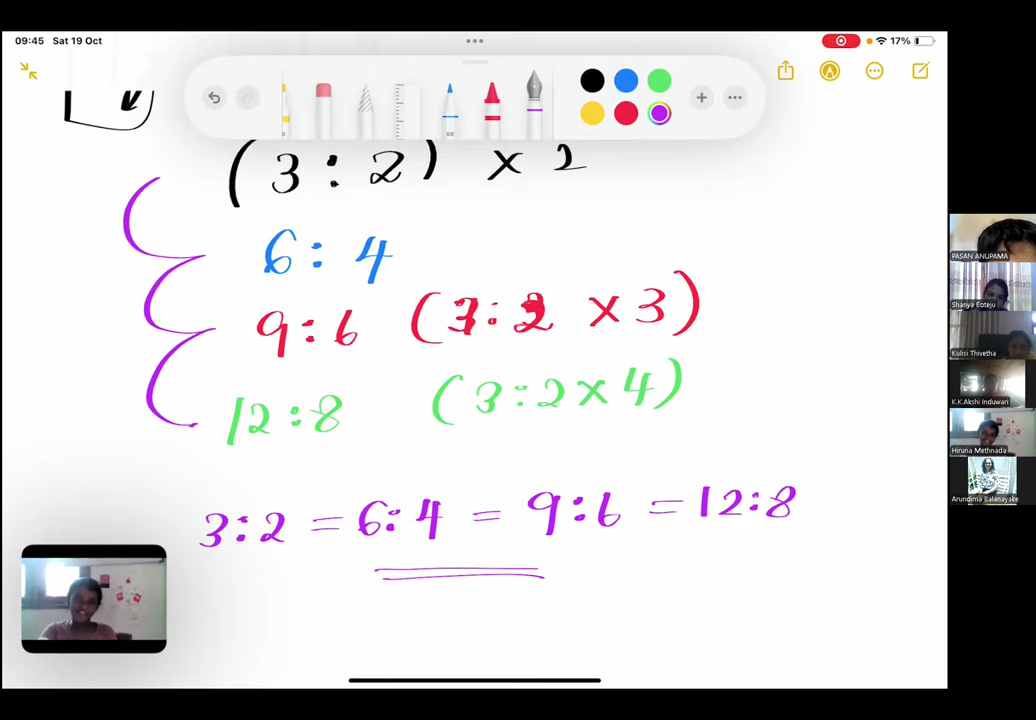 09:45 Sat 19 Oct
17%
50
(3 : 2) × 2
6 : 4
9 : 6 (3 : 2 × 3)
12 : 8 (3 : 2 × 4)
3 : 2 = 6 : 4 = 9 : 6 = 12 : 8
PASAN ANUPAMA
Shanya Boteju
Kulisi Thivetha
K.K.Akshi Induwari
Hiruna Methnada
Arundima Balanayake